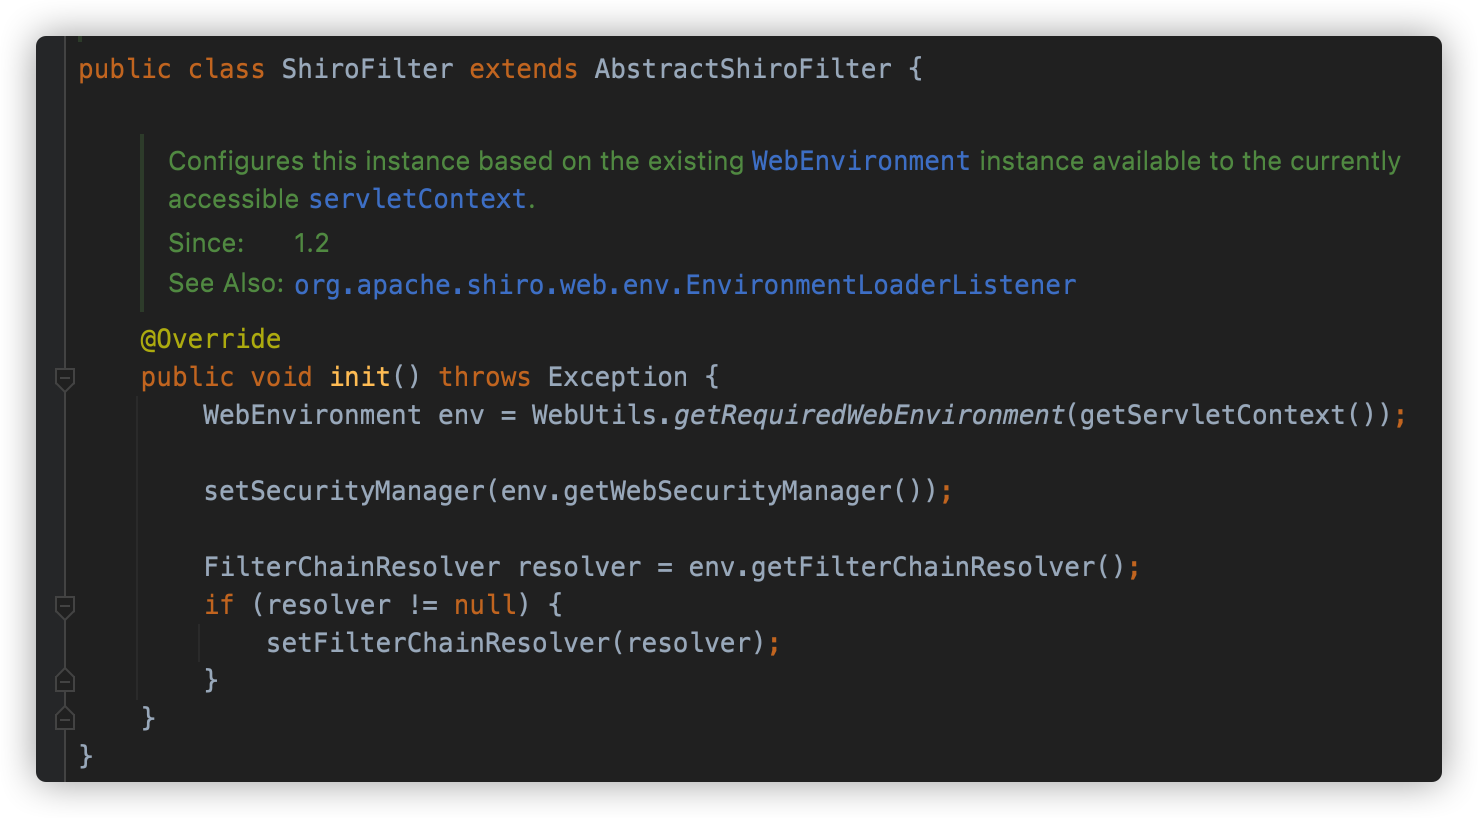 public class ShiroFilter extends AbstractShiroFilter {
Configures this instance based on the existing WebEnvironment instance available to the currently
accessible servletContext.
Since: 1.2
See Also: org.apache.shiro.web.env.EnvironmentLoaderListener
@Override
public void init() throws Exception {
WebEnvironment env = WebUtils.getRequiredWebEnvironment(getServletContext());
setSecurityManager(env.getWebSecurityManager());
FilterChainResolver resolver = env.getFilterChainResolver();
if (resolver != null) {
setFilterChainResolver(resolver);
}
}
}